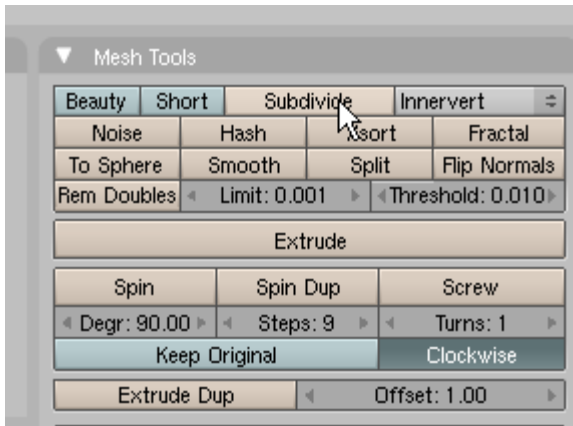 Mesh Tools
Beauty Short Subdivide Innervert
Noise Hash Xsort Fractal
To Sphere Smooth Split Flip Normals
Rem Doubles Limit: 0.001 Threshold: 0.010
Extrude
Spin Spin Dup Screw
Degr: 90.00 Steps: 9 Turns: 1
Keep Original Clockwise
Extrude Dup Offset: 1.00